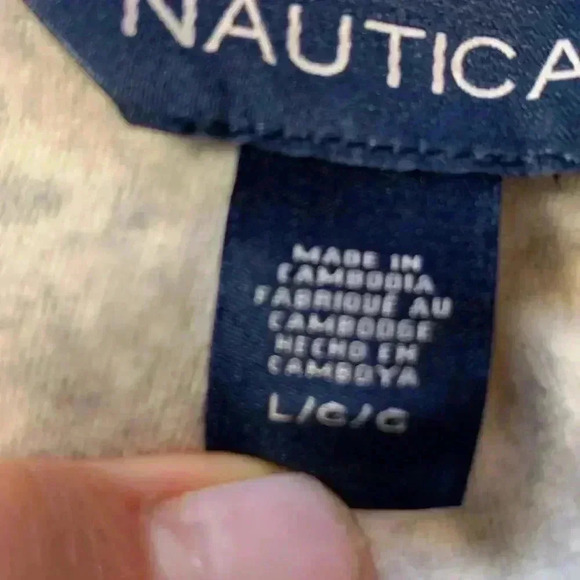 NAUTICA
MADE IN
CAMBODIA
FABRIQUÉ AU
CAMBODGE
HECHO EN
CAMBOYA
L/G/G